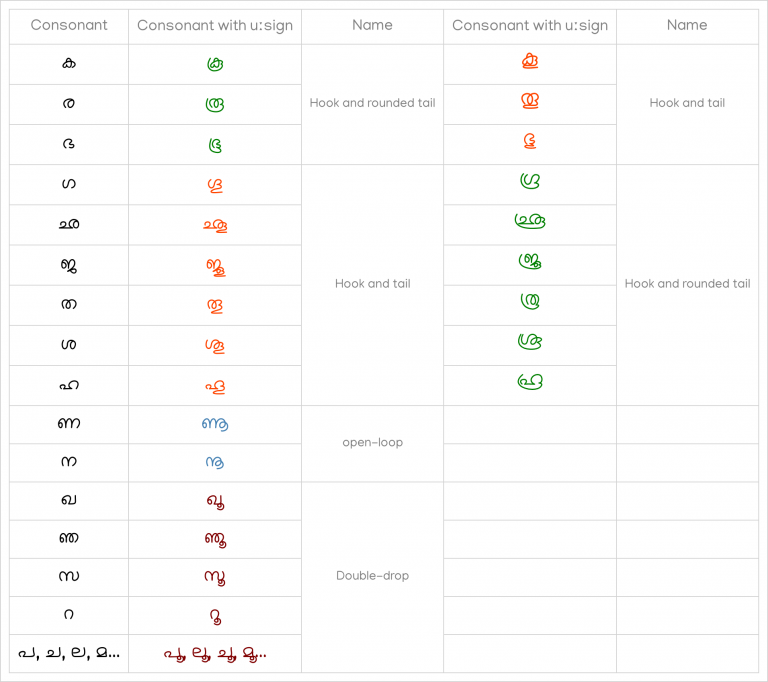 Consonant Consonant with u:sign Name Consonant with u:sign Name
ക കൂ Hook and rounded tail കൂ Hook and tail
ര രൂ രൂ
ഭ ഭൂ ഭൂ
ഗ ഗൂ Hook and tail ഗൂ Hook and rounded tail
ഛ ഛൂ ഛൂ
ജ ജൂ ജൂ
ത തൂ തൂ
ശ ശൂ ശൂ
ഹ ഹൂ ഹൂ
ണ ണൂ open-loop
ന നൂ
ഖ ഖൂ Double-drop
ഞ ഞൂ
സ സൂ
റ റൂ
പ, ച, ല, മ... പൂ, ലൂ, ചൂ, മൂ...